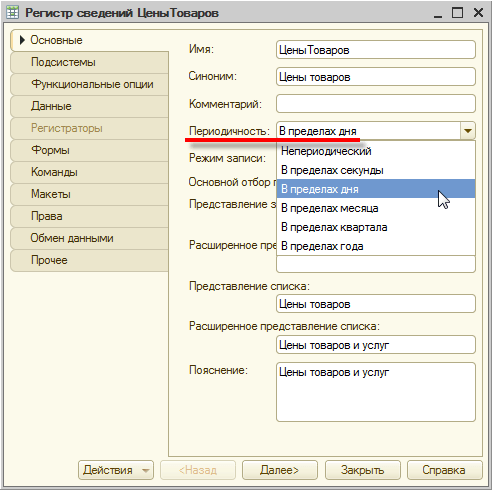 Регистр сведений ЦеныТоваров
Основные
Подсистемы
Функциональные опции
Данные
Регистраторы
Формы
Команды
Макеты
Права
Обмен данными
Прочее
Имя: ЦеныТоваров
Синоним: Цены товаров
Комментарий:
Периодичность: В пределах дня
Непериодический
Режим записи: В пределах секунды
Основной отбор В пределах дня
Представление з В пределах месяца
В пределах квартала
Расширенное пре В пределах года
Представление списка:
Цены товаров
Расширенное представление списка:
Цены товаров и услуг
Пояснение: Цены товаров и услуг
Действия <Назад Далее> Закрыть Справка